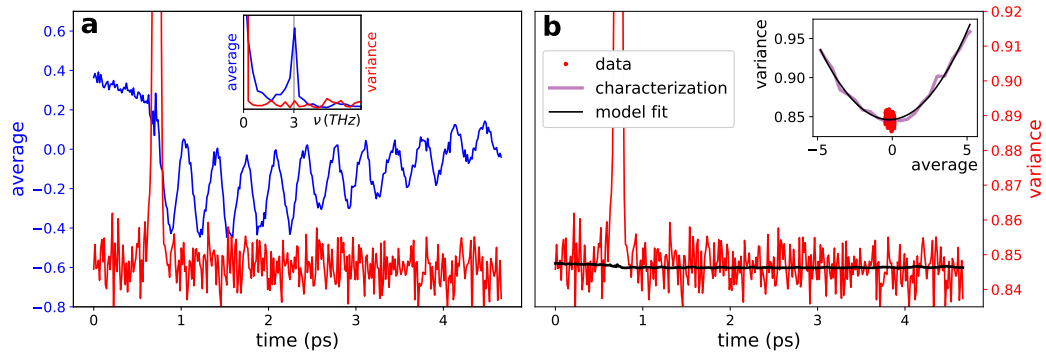 a
0.6
0.4
0.2
0.0
−0.2
−0.4
−0.6
−0.8
average
0 1 2 3 4
time (ps)
average
variance
0 3 ν (THz)
b
data
characterization
model fit
0 1 2 3 4
time (ps)
0.92
0.91
0.90
0.89
0.88
0.87
0.86
0.85
0.84
variance
0.95
0.90
0.85
variance
−5 0 5
average